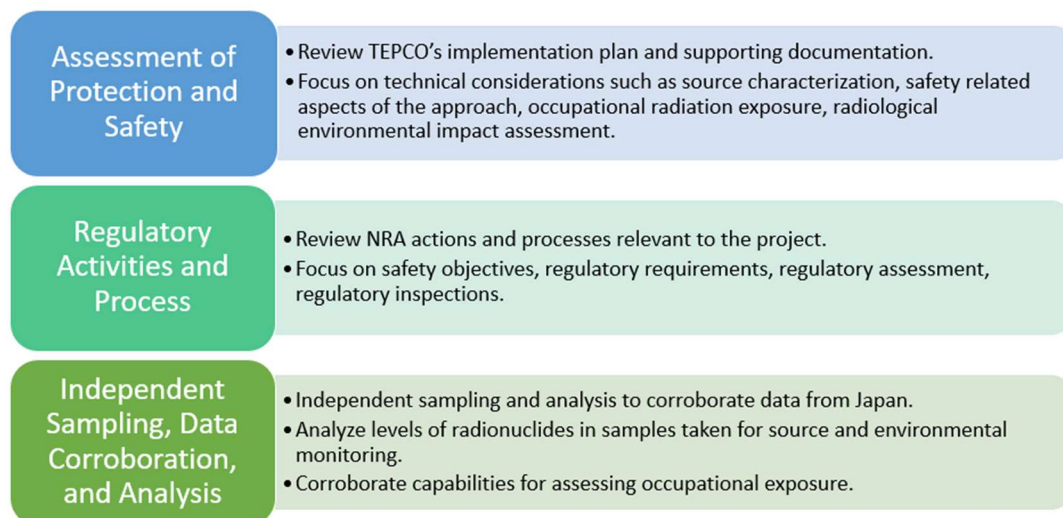 Assessment of
Protection and
Safety
• Review TEPCO’s implementation plan and supporting documentation.
• Focus on technical considerations such as source characterization, safety related
aspects of the approach, occupational radiation exposure, radiological
environmental impact assessment.
Regulatory
Activities and
Process
• Review NRA actions and processes relevant to the project.
• Focus on safety objectives, regulatory requirements, regulatory assessment,
regulatory inspections.
Independent
Sampling, Data
Corroboration,
and Analysis
• Independent sampling and analysis to corroborate data from Japan.
• Analyze levels of radionuclides in samples taken for source and environmental
monitoring.
• Corroborate capabilities for assessing occupational exposure.